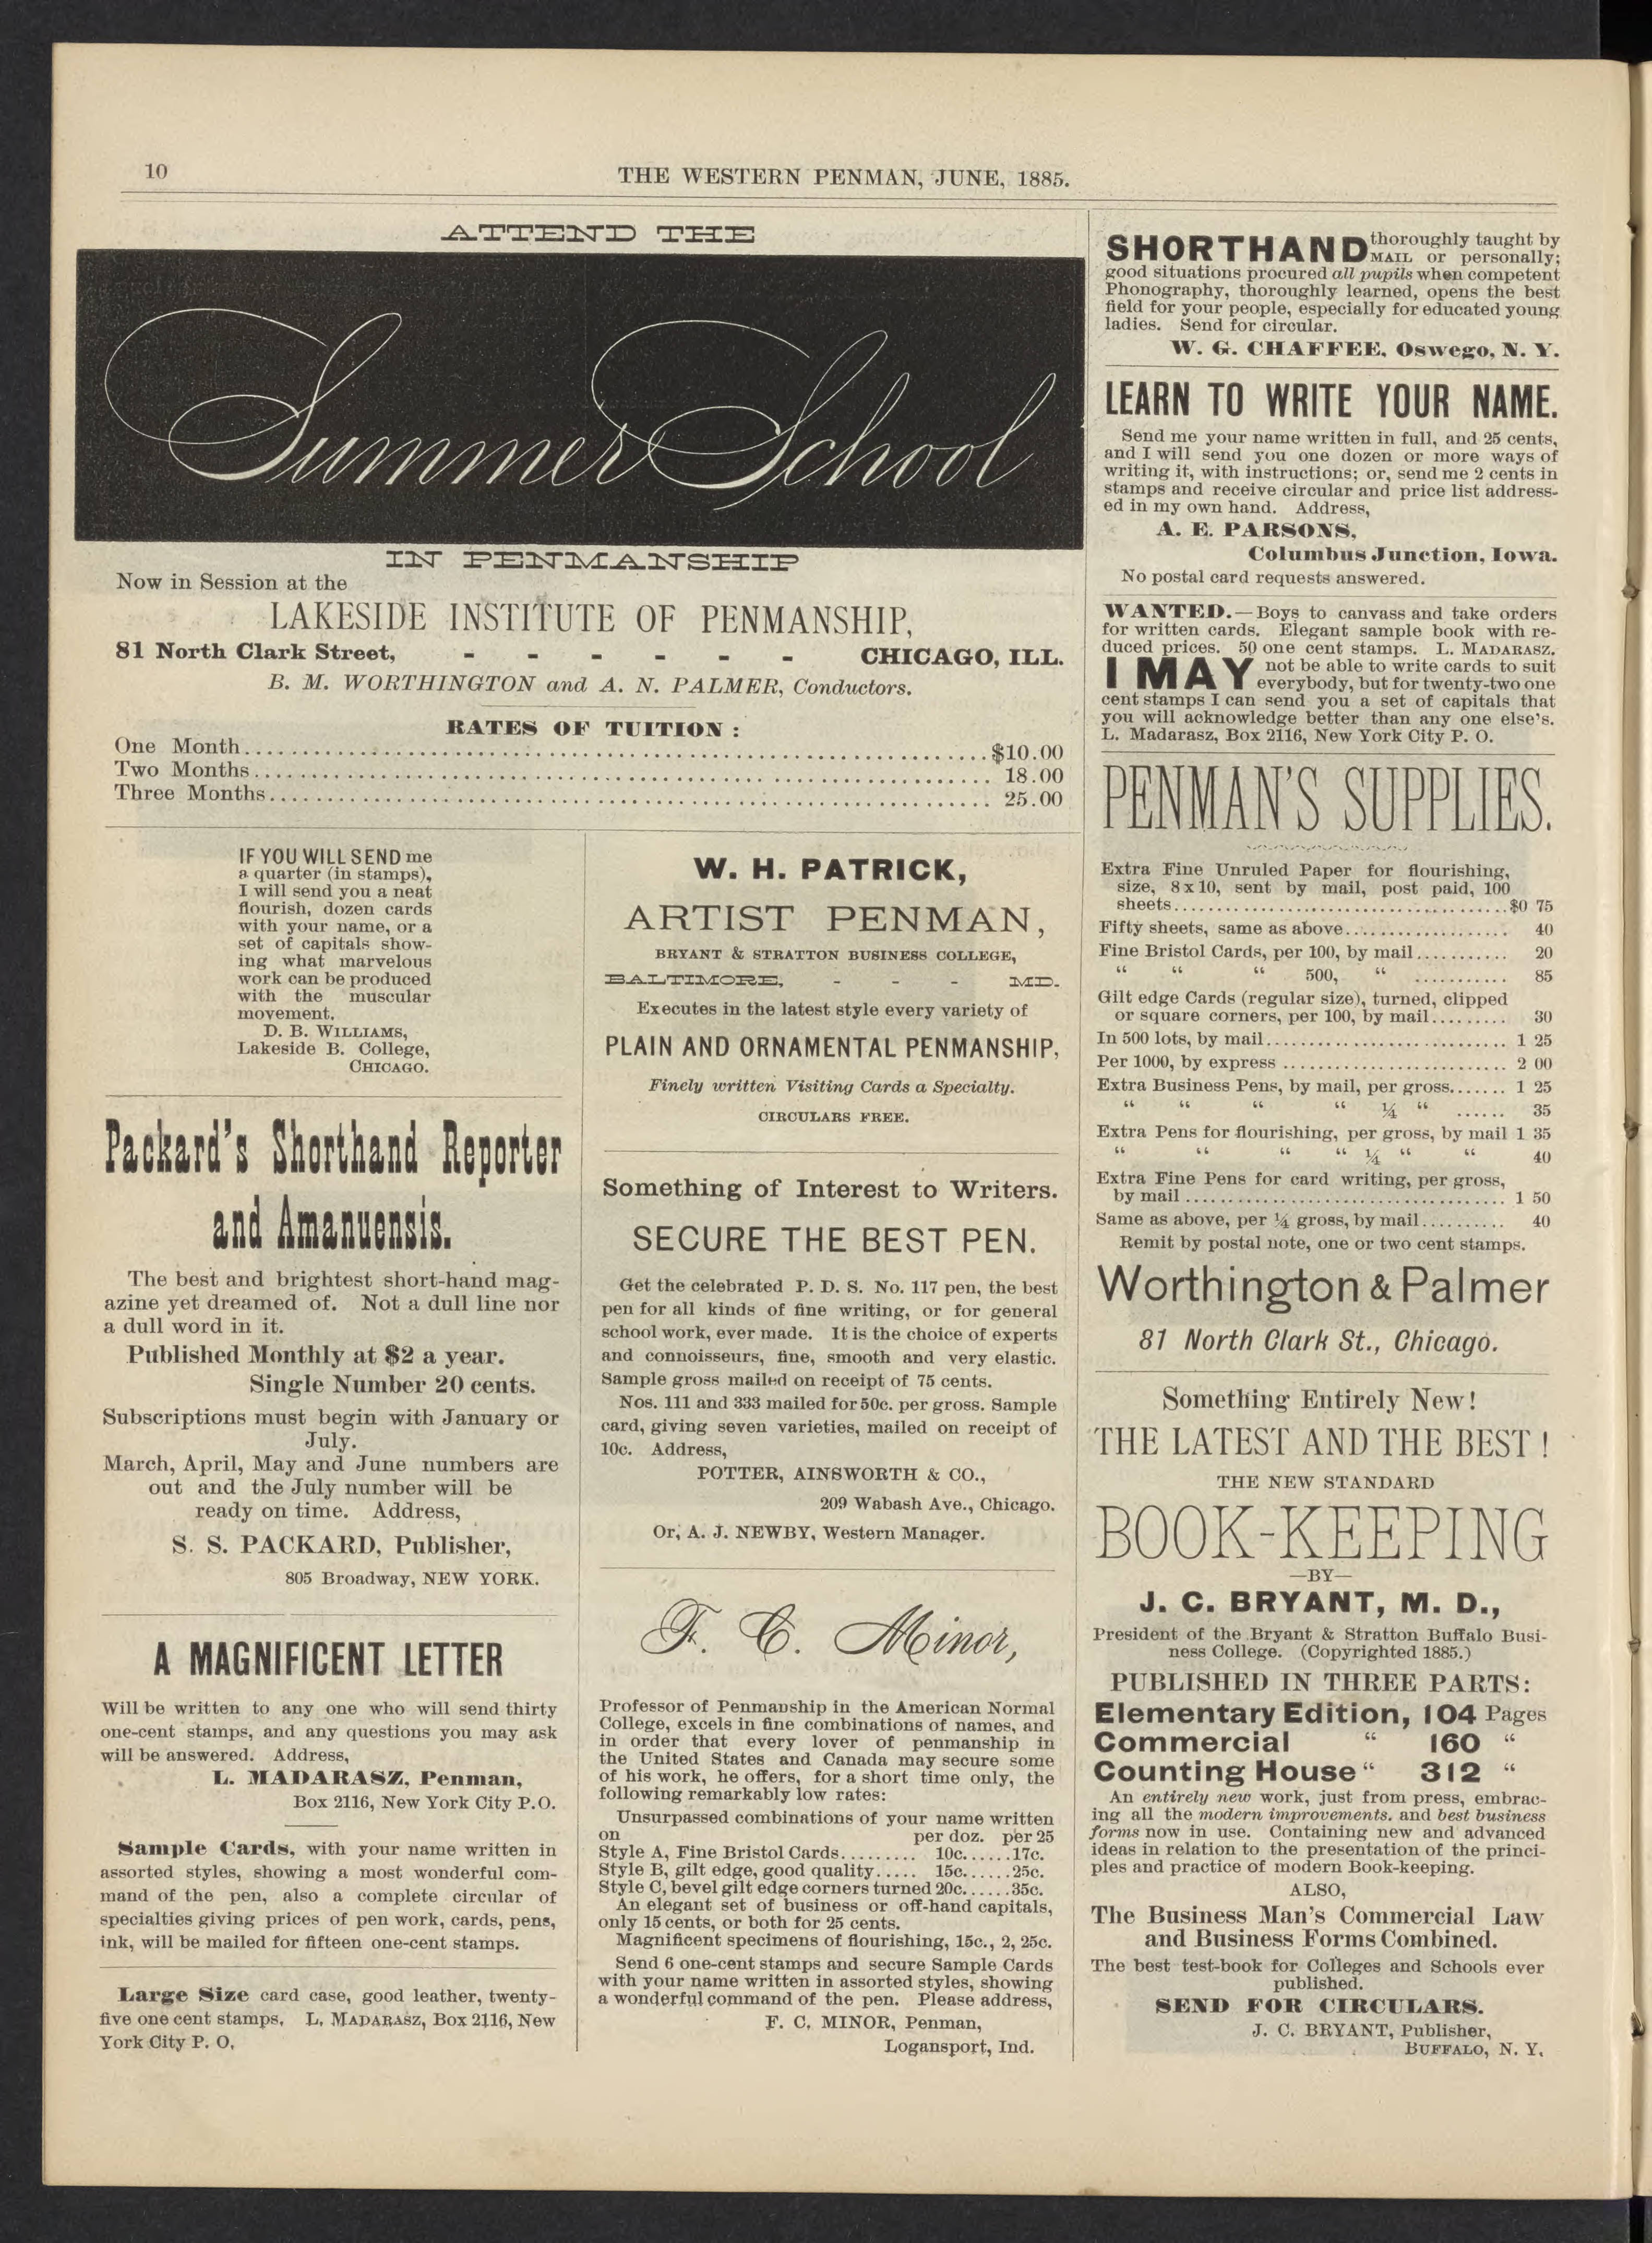 10
THE WESTERN PENMAN, JUNE, 1885.
ATTEND THE
Summer School
IN PENMANSHIP
Now in Session at the
LAKESIDE INSTITUTE OF PENMANSHIP,
81 North Clark Street, - - - - - - CHICAGO, ILL.
B. M. WORTHINGTON and A. N. PALMER, Conductors.
RATES OF TUITION :
One Month........$10.00
Two Months........ 18.00
Three Months........ 25.00
IF YOU WILL SEND me
a quarter (in stamps),
I will send you a neat
flourish, dozen cards
with your name, or a
set of capitals show-
ing what marvelous
work can be produced
with the muscular
movement.
D. B. WILLIAMS,
Lakeside B. College,
CHICAGO.
Packard's Shorthand Reporter
and Amanuensis.
The best and brightest short-hand mag-
azine yet dreamed of. Not a dull line nor
a dull word in it.
Published Monthly at $2 a year.
Single Number 20 cents.
Subscriptions must begin with January or
July.
March, April, May and June numbers are
out and the July number will be
ready on time. Address,
S. S. PACKARD, Publisher,
805 Broadway, NEW YORK.
A MAGNIFICENT LETTER
Will be written to any one who will send thirty
one-cent stamps, and any questions you may ask
will be answered. Address,
L. MADARASZ, Penman,
Box 2116, New York City P.O.
Sample Cards, with your name written in
assorted styles, showing a most wonderful com-
mand of the pen, also a complete circular of
specialties giving prices of pen work, cards, pens,
ink, will be mailed for fifteen one-cent stamps.
Large Size card case, good leather, twenty-
five one cent stamps. L. MADARASZ, Box 2116, New
York City P. O.
W. H. PATRICK,
ARTIST PENMAN,
BRYANT & STRATTON BUSINESS COLLEGE,
BALTIMORE, - - - MD.
Executes in the latest style every variety of
PLAIN AND ORNAMENTAL PENMANSHIP,
Finely written Visiting Cards a Specialty.
CIRCULARS FREE.
Something of Interest to Writers.
SECURE THE BEST PEN.
Get the celebrated P. D. S. No. 117 pen, the best
pen for all kinds of fine writing, or for general
school work, ever made. It is the choice of experts
and connoisseurs, fine, smooth and very elastic.
Sample gross mailed on receipt of 75 cents.
Nos. 111 and 333 mailed for 50c. per gross. Sample
card, giving seven varieties, mailed on receipt of
10c. Address,
POTTER, AINSWORTH & CO.,
209 Wabash Ave., Chicago.
Or, A. J. NEWBY, Western Manager.
F. C. Minor,
Professor of Penmanship in the American Normal
College, excels in fine combinations of names, and
in order that every lover of penmanship in
the United States and Canada may secure some
of his work, he offers, for a short time only, the
following remarkably low rates:
Unsurpassed combinations of your name written
on per doz. per 25
Style A, Fine Bristol Cards......... 10c......17c.
Style B, gilt edge, good quality..... 15c......25c.
Style C, bevel gilt edge corners turned 20c......35c.
An elegant set of business or off-hand capitals,
only 15 cents, or both for 25 cents.
Magnificent specimens of flourishing, 15c., 2, 25c.
Send 6 one-cent stamps and secure Sample Cards
with your name written in assorted styles, showing
a wonderful command of the pen. Please address,
F. C. MINOR, Penman,
Logansport, Ind.
SHORTHAND thoroughly taught by
MAIL or personally;
good situations procured all pupils when competent
Phonography, thoroughly learned, opens the best
field for your people, especially for educated young
ladies. Send for circular.
W. G. CHAFFEE, Oswego, N. Y.
LEARN TO WRITE YOUR NAME.
Send me your name written in full, and 25 cents,
and I will send you one dozen or more ways of
writing it, with instructions; or, send me 2 cents in
stamps and receive circular and price list address-
ed in my own hand. Address,
A. E. PARSONS,
Columbus Junction, Iowa.
No postal card requests answered.
WANTED.—Boys to canvass and take orders
for written cards. Elegant sample book with re-
duced prices. 50 one cent stamps. L. MADARASZ.
I MAY not be able to write cards to suit
everybody, but for twenty-two one
cent stamps I can send you a set of capitals that
you will acknowledge better than any one else's.
L. Madarasz, Box 2116, New York City P. O.
PENMAN'S SUPPLIES.
Extra Fine Unruled Paper for flourishing,
size, 8x10, sent by mail, post paid, 100
sheets........$0 75
Fifty sheets, same as above........ 40
Fine Bristol Cards, per 100, by mail........ 20
“ “ “ 500, “ ........ 85
Gilt edge Cards (regular size), turned, clipped
or square corners, per 100, by mail........ 30
In 500 lots, by mail........ 1 25
Per 1000, by express ........ 2 00
Extra Business Pens, by mail, per gross....... 1 25
“ “ “ “ ¼ “ ...... 35
Extra Pens for flourishing, per gross, by mail 1 35
“ “ “ “ ¼ “ “ 40
Extra Fine Pens for card writing, per gross,
by mail ........ 1 50
Same as above, per ¼ gross, by mail.......... 40
Remit by postal note, one or two cent stamps.
Worthington & Palmer
81 North Clark St., Chicago.
Something Entirely New!
THE LATEST AND THE BEST!
THE NEW STANDARD
BOOK-KEEPING
—BY—
J. C. BRYANT, M. D.,
President of the Bryant & Stratton Buffalo Busi-
ness College. (Copyrighted 1885.)
PUBLISHED IN THREE PARTS:
Elementary Edition, 104 Pages
Commercial “ 160 “
Counting House “ 312 “
An entirely new work, just from press, embrac-
ing all the modern improvements, and best business
forms now in use. Containing new and advanced
ideas in relation to the presentation of the princi-
ples and practice of modern Book-keeping.
ALSO,
The Business Man's Commercial Law
and Business Forms Combined.
The best test-book for Colleges and Schools ever
published.
SEND FOR CIRCULARS.
J. C. BRYANT, Publisher,
BUFFALO, N. Y.